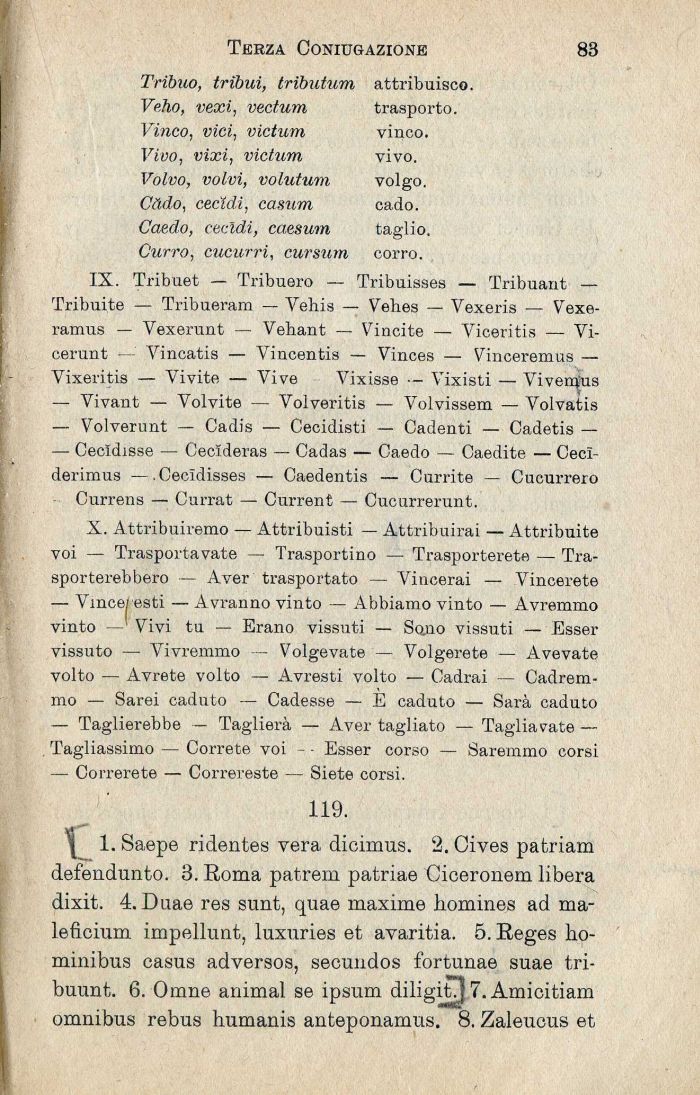 TERZA CONIUGAZIONE 83
Tribuo, tribui, tributum attribuisco.
Veho, vexi, vectum trasporto.
Vinco, vici, victum vinco.
Vivo, vixi, victum vivo.
Volvo, volvi, volutum volgo.
Cădo, cecĭdi, casum cado.
Caedo, cecīdi, caesum taglio.
Curro, cucurri, cursum corro.
IX. Tribuet — Tribuero — Tribuisses — Tribuant —
Tribuite — Tribueram — Vehis — Vehes — Vexeris — Vexe-
ramus — Vexerunt — Vehant — Vincite — Viceritis — Vi-
cerunt — Vincatis — Vincentis — Vinces — Vinceremus —
Vixeritis — Vivite — Vive - Vixisse -- Vixisti — Vivemus
— Vivant — Volvite — Volveritis — Volvissem — Volvatis
— Volverunt — Cadis — Cecidisti — Cadenti — Cadetis —
— Cecĭdisse — Cecĭderas — Cadas — Caedo — Caedite — Cecī-
derimus — . Cecīdisses — Caedentis — Currite — Cucurrero
- Currens — Currat — Current — Cucurrerunt.
X. Attribuiremo — Attribuisti — Attribuirai — Attribuite
voi — Trasportavate — Trasportino — Trasporterete — Tra-
sporterebbero — Aver trasportato — Vincerai — Vincerete
— Vinceresti — Avranno vinto — Abbiamo vinto — Avremmo
vinto — Vivi tu — Erano vissuti — Sono vissuti — Esser
vissuto — Vivremmo — Volgevate — Volgerete — Avevate
volto — Avrete volto — Avresti volto — Cadrai — Cadrem-
mo — Sarei caduto — Cadesse — È caduto — Sarà caduto
— Taglierebbe — Taglierà — Aver tagliato — Tagliavate —
Tagliassimo — Correte voi -- Esser corso — Saremmo corsi
— Correrete — Correreste — Siete corsi.
119.
1. Saepe ridentes vera dicimus. 2. Cives patriam
defendunto. 3. Roma patrem patriae Ciceronem libera
dixit. 4. Duae res sunt, quae maxime homines ad ma-
leficium impellunt, luxuries et avaritia. 5. Reges ho-
minibus casus adversos, secundos fortunae suae tri-
buunt. 6. Omne animal se ipsum diligit. 7. Amicitiam
omnibus rebus humanis anteponamus. 8. Zaleucus et